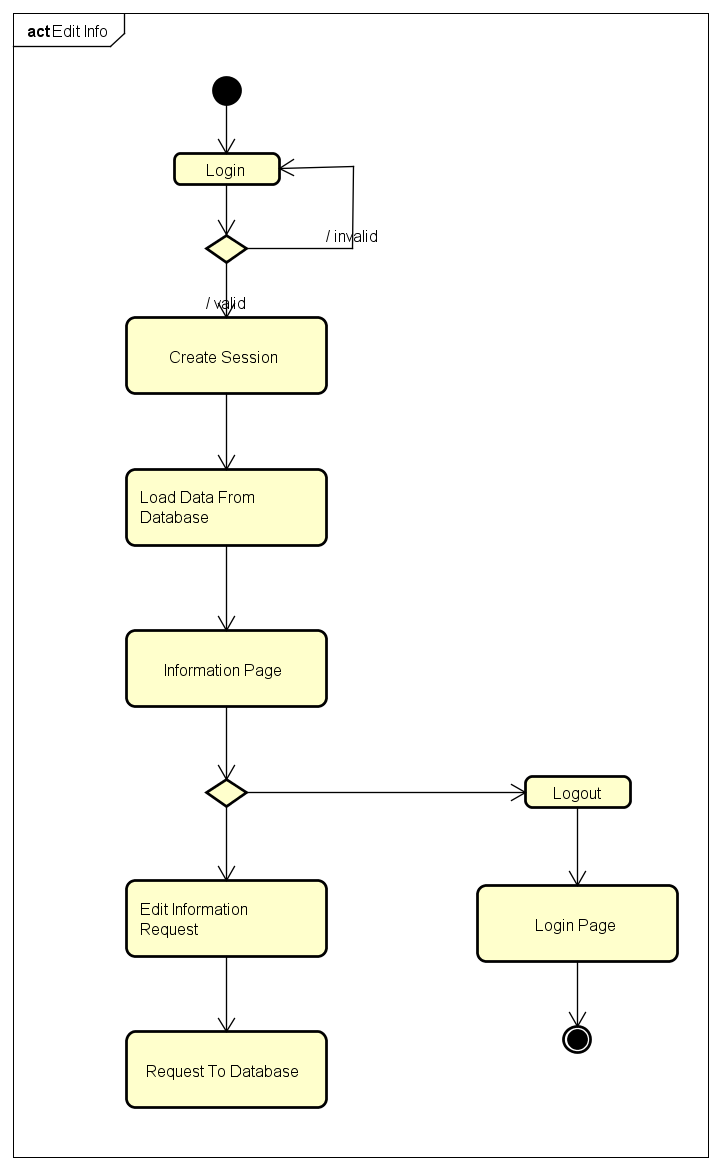 act Edit Info
Login
/ invalid
/ valid
Create Session
Load Data From
Database
Information Page
Logout
Edit Information
Request
Login Page
Request To Database